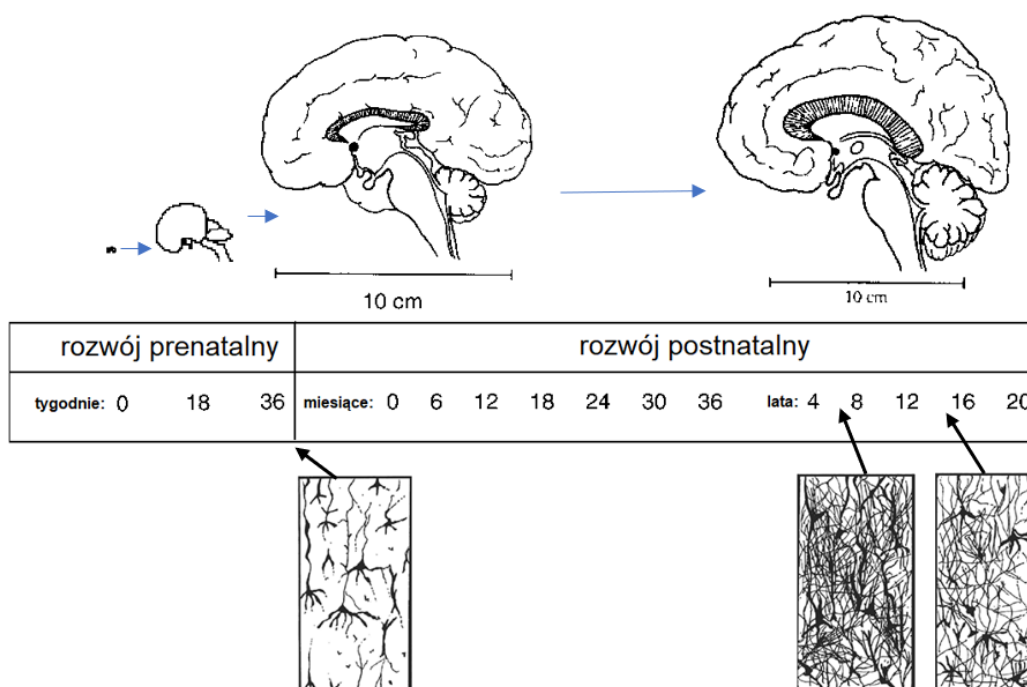 10 cm
10 cm
rozwój prenatalny rozwój postnatalny
tygodnie: 0 18 36 miesiące: 0 6 12 18 24 30 36 lata: 4 8 12 16 20